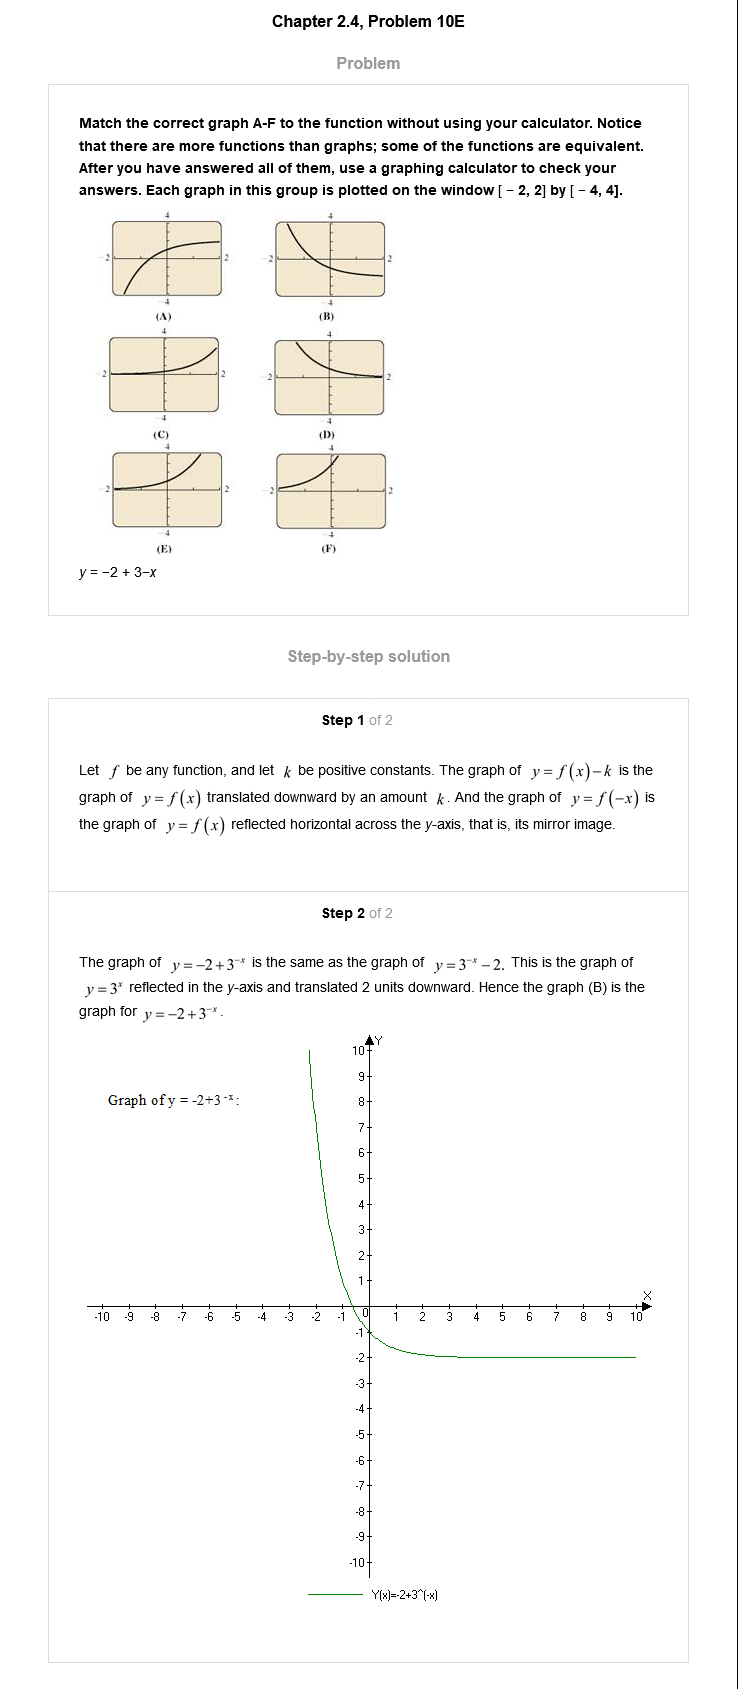 Chapter 2.4, Problem 10E
Problem
Match the correct graph A-F to the function without using your calculator. Notice
that there are more functions than graphs; some of the functions are equivalent.
After you have answered all of them, use a graphing calculator to check your
answers. Each graph in this group is plotted on the window [ − 2, 2] by [ − 4, 4].
4 4
−2 2 −2 2
−4 −4
(A) (B)
4 4
−2 2 −2 2
−4 −4
(C) (D)
4 4
−2 2 −2 2
−4 −4
(E) (F)
y = −2 + 3−x
Step-by-step solution
Step 1 of 2
Let f be any function, and let k be positive constants. The graph of y = f(x) − k is the
graph of y = f(x) translated downward by an amount k. And the graph of y = f(−x) is
the graph of y = f(x) reflected horizontal across the y-axis, that is, its mirror image.
Step 2 of 2
The graph of y = −2 + 3⁻ˣ is the same as the graph of y = 3⁻ˣ − 2. This is the graph of
y = 3ˣ reflected in the y-axis and translated 2 units downward. Hence the graph (B) is the
graph for y = −2 + 3⁻ˣ.
Y
10
9
Graph of y = -2+3⁻ˣ:
8
7
6
5
4
3
2
1
X
-10 -9 -8 -7 -6 -5 -4 -3 -2 -1 0 1 2 3 4 5 6 7 8 9 10
-1
-2
-3
-4
-5
-6
-7
-8
-9
-10
Y(x)=-2+3^(-x)